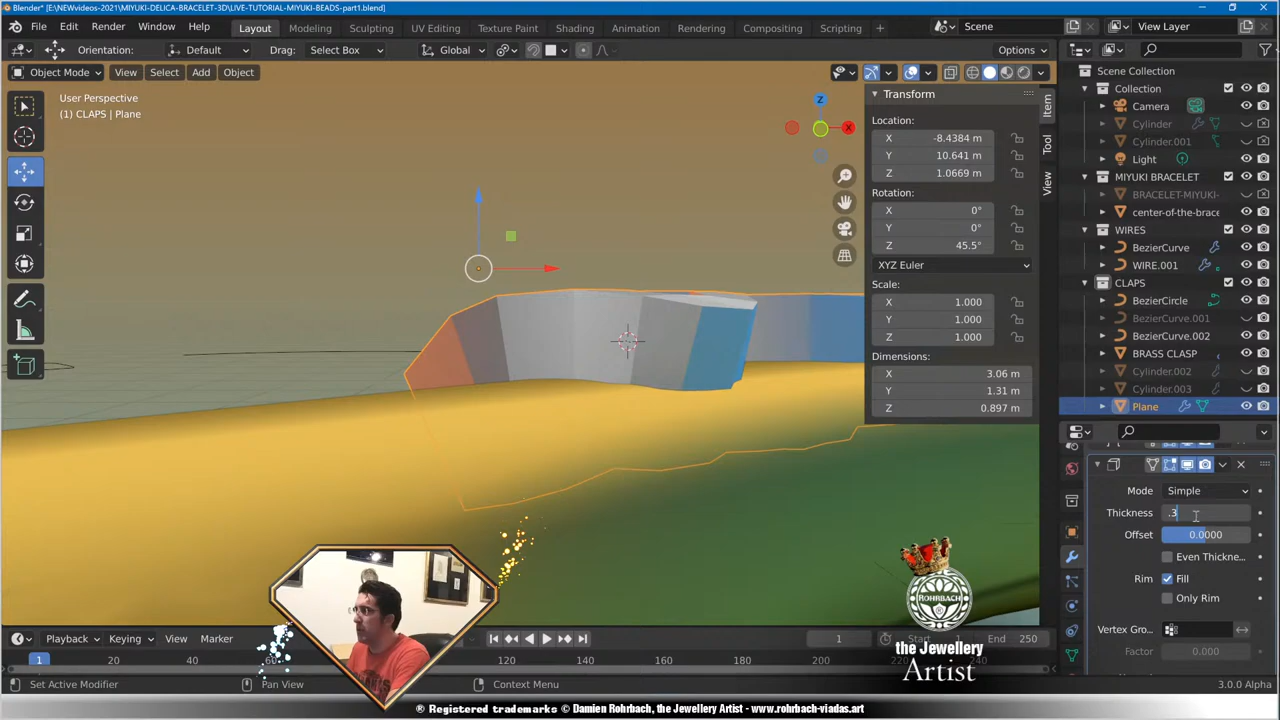 Blender* [E:\NEWvideos-2021\MIYUKI-DELICA-BRACELET-3D\LIVE-TUTORIAL-MIYUKI-BEADS-part1.blend]
File Edit Render Window Help Layout Modeling Sculpting UV Editing Texture Paint Shading Animation Rendering Compositing Scripting + Scene View Layer
Orientation: Default Drag: Select Box Global Options
Object Mode View Select Add Object
User Perspective
(1) CLAPS | Plane
Z
X
Transform
Location:
X -8.4384 m
Y 10.641 m
Z 1.0669 m
Rotation:
X 0°
Y 0°
Z 45.5°
XYZ Euler
Scale:
X 1.000
Y 1.000
Z 1.000
Dimensions:
X 3.06 m
Y 1.31 m
Z 0.897 m
Item
Tool
View
Scene Collection
Collection
Camera
Cylinder
Cylinder.001
Light
MIYUKI BRACELET
BRACELET-MIYUKI-
center-of-the-brace
WIRES
BezierCurve
WIRE.001
CLAPS
BezierCircle
BezierCurve.001
BezierCurve.002
BRASS CLASP
Cylinder.002
Cylinder.003
Plane
Mode Simple
Thickness .3
Offset 0.0000
Even Thickne...
Rim Fill
Only Rim
Vertex Gro...
Factor 0.000
ROHRBACH
the Jewellery
Artist
Playback Keying View Marker 1 Start 1 End 250
1 20 40 60 120 140 160 180 200 220 240
Set Active Modifier Pan View Context Menu 3.0.0 Alpha
® Registered trademarks © Damien Rohrbach, the Jewellery Artist - www.rohrbach-viadas.art